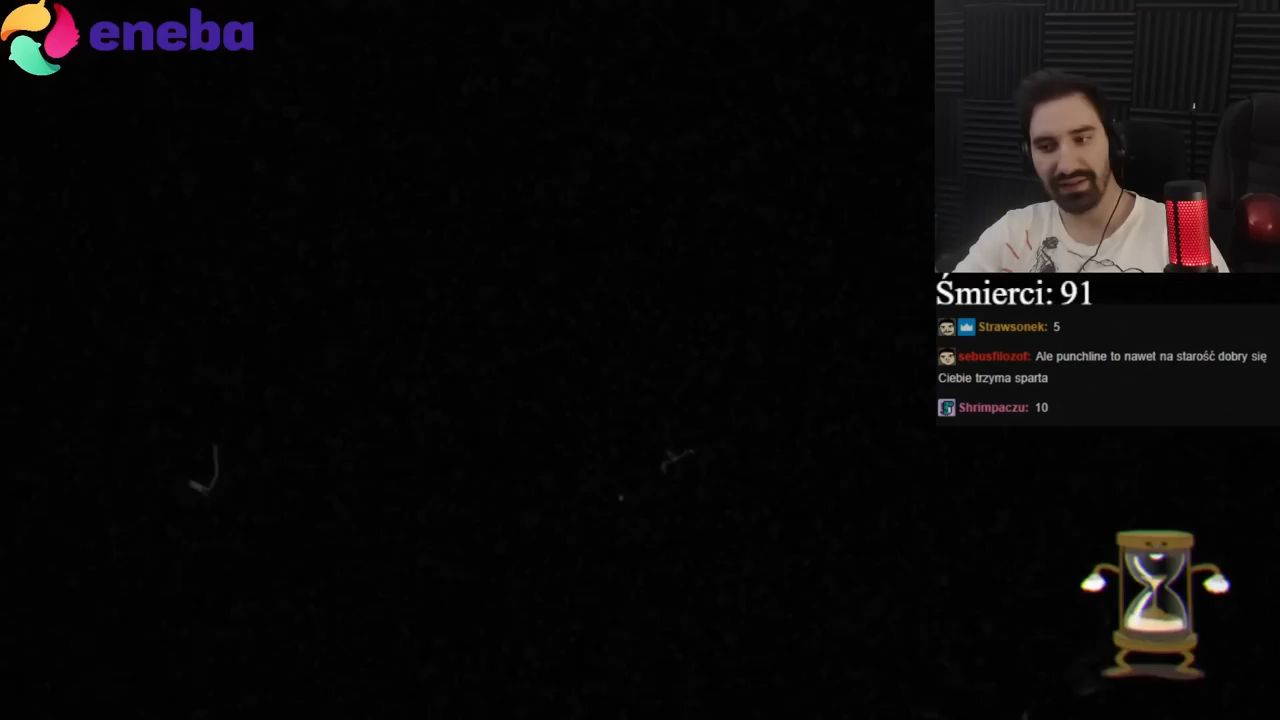 eneba
Śmierci: 91
Strawsonek: 5
sebusfilozof: Ale punchline to nawet na starość dobry się
Ciebie trzyma sparta
Shrimpaczu: 10